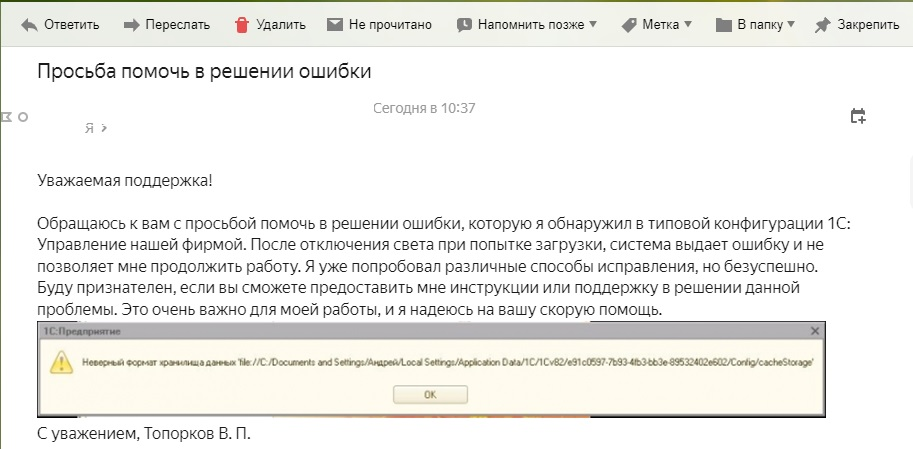 Ответить Переслать Удалить Не прочитано Напомнить позже Метка В папку Закрепить
Просьба помочь в решении ошибки
Сегодня в 10:37
Я
Уважаемая поддержка!
Обращаюсь к вам с просьбой помочь в решении ошибки, которую я обнаружил в типовой конфигурации 1С:
Управление нашей фирмой. После отключения света при попытке загрузки, система выдает ошибку и не
позволяет мне продолжить работу. Я уже попробовал различные способы исправления, но безуспешно.
Буду признателен, если вы сможете предоставить мне инструкции или поддержку в решении данной
проблемы. Это очень важно для моей работы, и я надеюсь на вашу скорую помощь.
1С:Предприятие
Неверный формат хранилища данных 'file://C:/Documents and Settings/Андрей/Local Settings/Application Data/1C/1Cv82/e91c0597-7b93-4fb3-bb3e-89532402e602/Config/cacheStorage'
OK
С уважением, Топорков В. П.